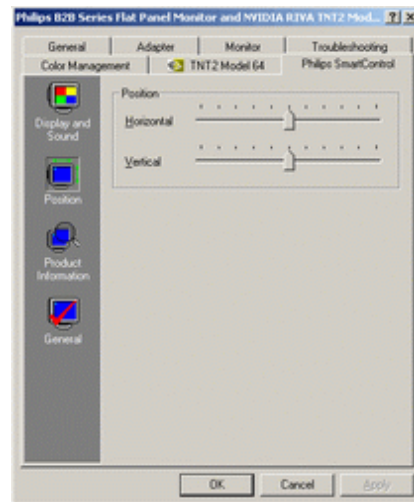 Philips B2B Series Flat Panel Monitor and NVIDIA RIVA TNT2 Mod...
General Adapter Monitor Troubleshooting
Color Management TNT2 Model 64 Philips SmartControl
Display and
Sound
Position
Product
Information
General
Position
Horizontal
Vertical
OK Cancel Apply